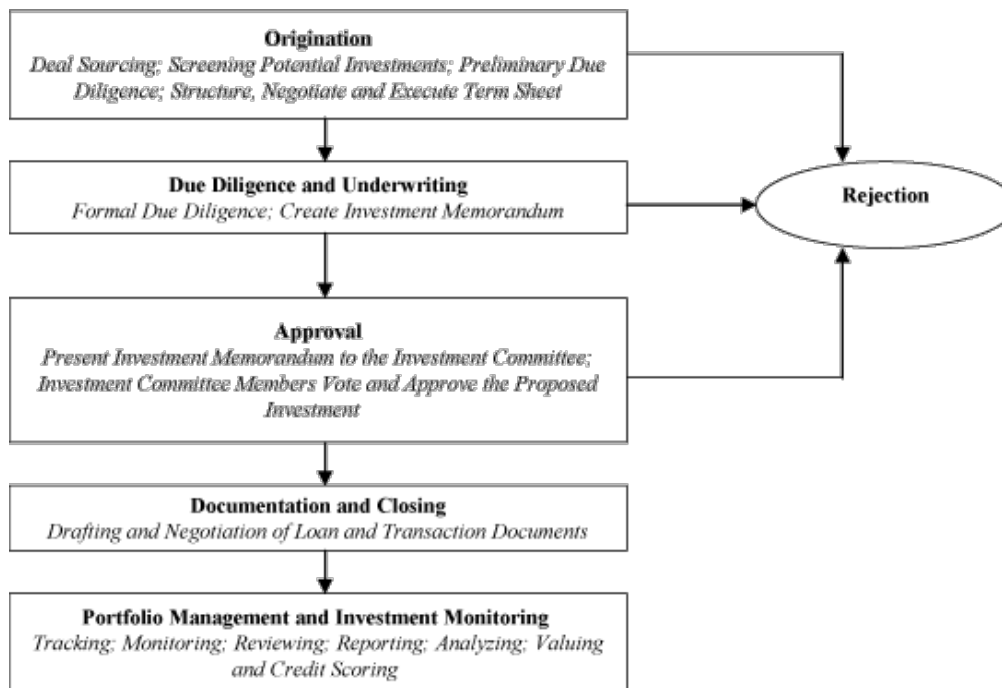 Origination
Deal Sourcing; Screening Potential Investments; Preliminary Due
Diligence; Structure, Negotiate and Execute Term Sheet
Due Diligence and Underwriting
Formal Due Diligence; Create Investment Memorandum
Rejection
Approval
Present Investment Memorandum to the Investment Committee;
Investment Committee Members Vote and Approve the Proposed
Investment
Documentation and Closing
Drafting and Negotiation of Loan and Transaction Documents
Portfolio Management and Investment Monitoring
Tracking; Monitoring; Reviewing; Reporting; Analyzing; Valuing
and Credit Scoring